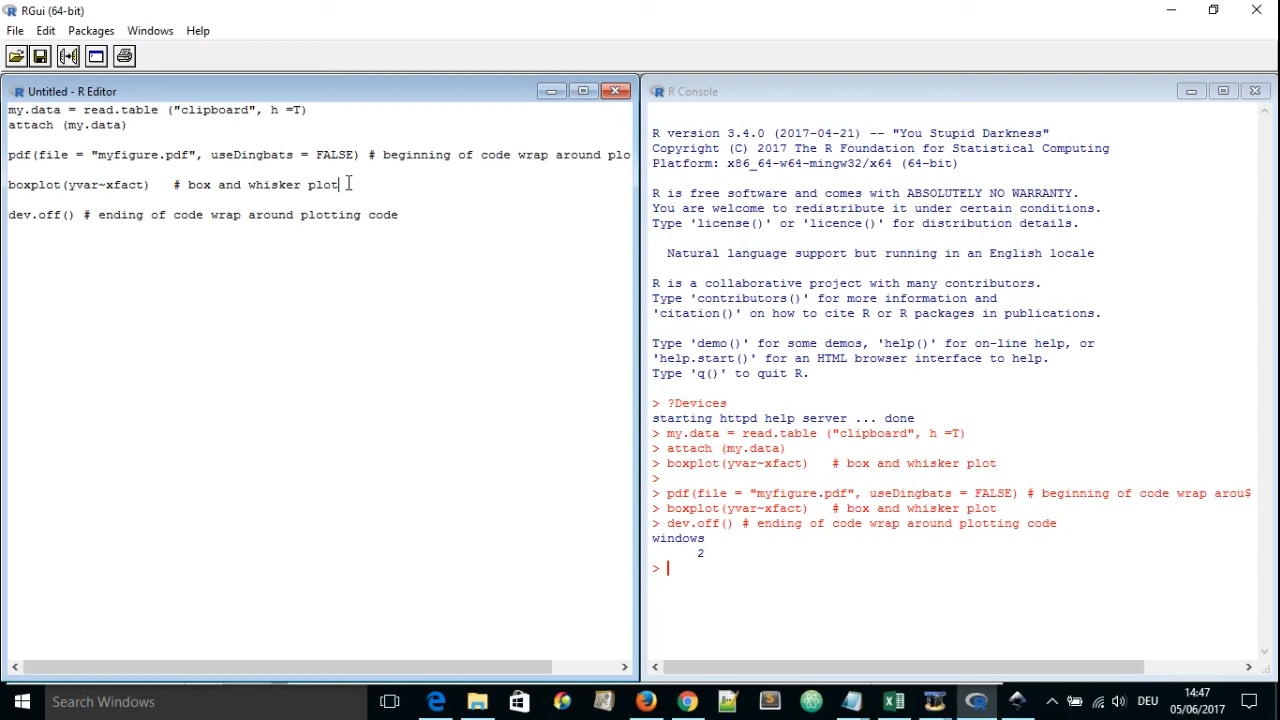 RGui (64-bit)
File Edit Packages Windows Help
Untitled - R Editor
my.data = read.table ("clipboard", h =T)
attach (my.data)
pdf(file = "myfigure.pdf", useDingbats = FALSE) # beginning of code wrap around plo
boxplot(yvar~xfact) # box and whisker plot
dev.off() # ending of code wrap around plotting code
R Console
R version 3.4.0 (2017-04-21) -- "You Stupid Darkness"
Copyright (C) 2017 The R Foundation for Statistical Computing
Platform: x86_64-w64-mingw32/x64 (64-bit)
R is free software and comes with ABSOLUTELY NO WARRANTY.
You are welcome to redistribute it under certain conditions.
Type 'license()' or 'licence()' for distribution details.
Natural language support but running in an English locale
R is a collaborative project with many contributors.
Type 'contributors()' for more information and
'citation()' on how to cite R or R packages in publications.
Type 'demo()' for some demos, 'help()' for on-line help, or
'help.start()' for an HTML browser interface to help.
Type 'q()' to quit R.
> ?Devices
starting httpd help server ... done
> my.data = read.table ("clipboard", h =T)
> attach (my.data)
> boxplot(yvar~xfact) # box and whisker plot
>
> pdf(file = "myfigure.pdf", useDingbats = FALSE) # beginning of code wrap arou$
> boxplot(yvar~xfact) # box and whisker plot
> dev.off() # ending of code wrap around plotting code
windows
2
>
Search Windows
DEU
14:47
05/06/2017